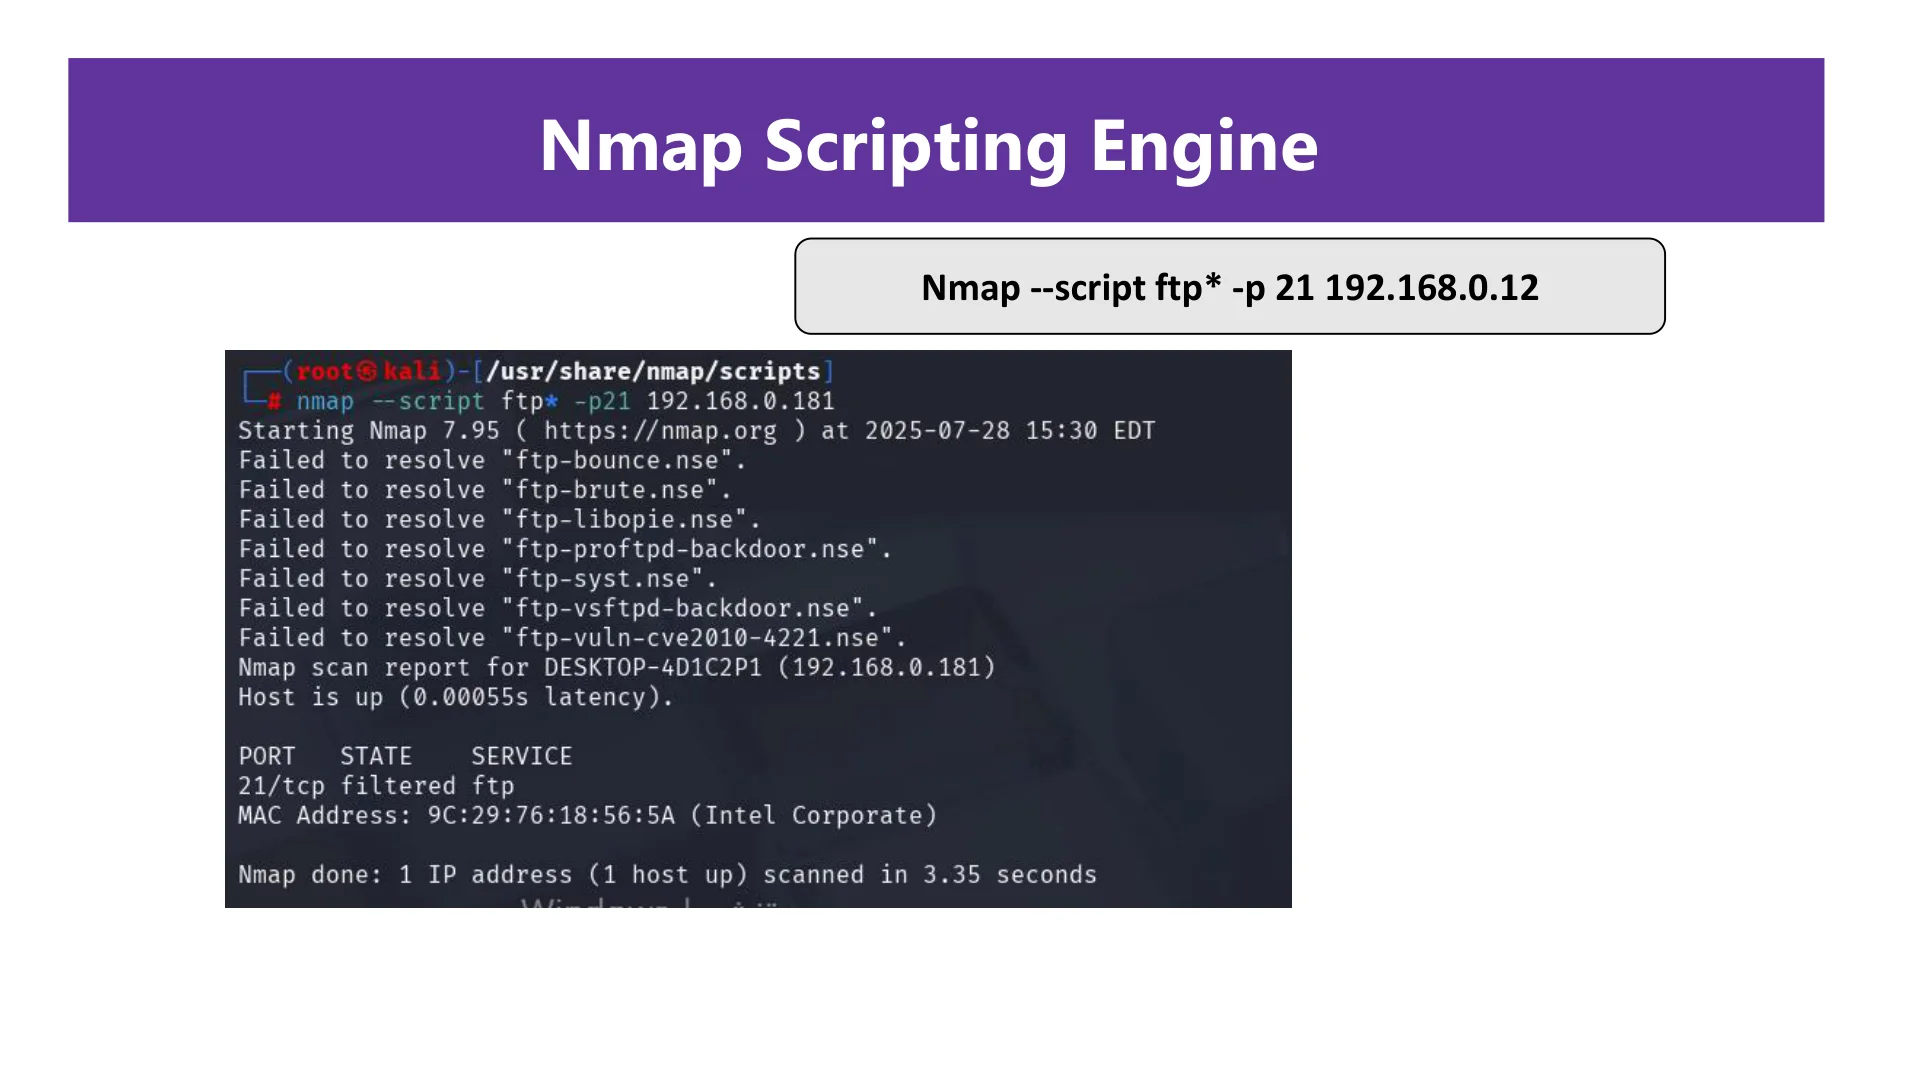 Nmap Scripting Engine
Nmap --script ftp* -p 21 192.168.0.12
(root㉿kali)-[/usr/share/nmap/scripts]
# nmap --script ftp* -p21 192.168.0.181
Starting Nmap 7.95 ( https://nmap.org ) at 2025-07-28 15:30 EDT
Failed to resolve "ftp-bounce.nse".
Failed to resolve "ftp-brute.nse".
Failed to resolve "ftp-libopie.nse".
Failed to resolve "ftp-proftpd-backdoor.nse".
Failed to resolve "ftp-syst.nse".
Failed to resolve "ftp-vsftpd-backdoor.nse".
Failed to resolve "ftp-vuln-cve2010-4221.nse".
Nmap scan report for DESKTOP-4D1C2P1 (192.168.0.181)
Host is up (0.00055s latency).
PORT   STATE    SERVICE
21/tcp filtered ftp
MAC Address: 9C:29:76:18:56:5A (Intel Corporate)
Nmap done: 1 IP address (1 host up) scanned in 3.35 seconds